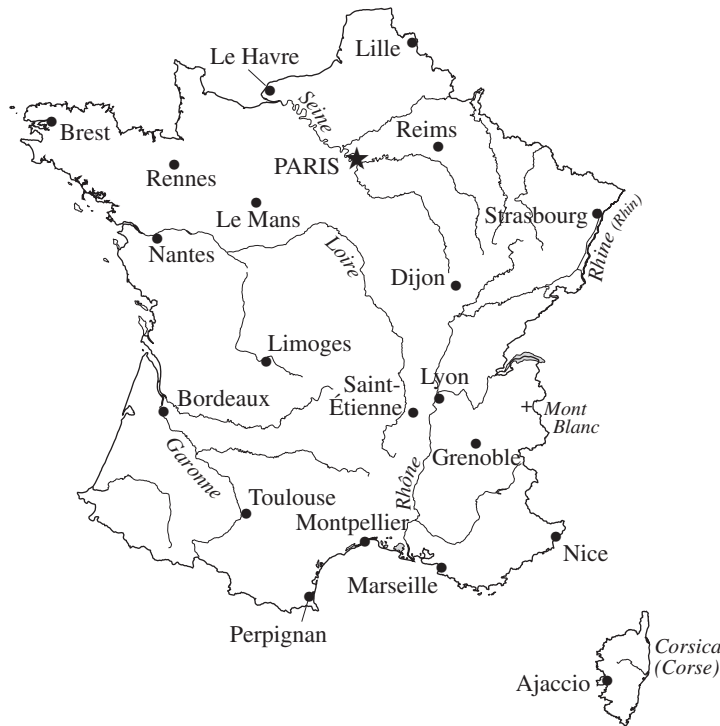 Lille
Le Havre
Seine
Brest
Reims
PARIS
Rennes
Le Mans
Strasbourg
Rhine (Rhin)
Nantes
Loire
Dijon
Limoges
Lyon
Saint-
Étienne
Bordeaux
Mont
Blanc
Garonne
Grenoble
Rhône
Toulouse
Montpellier
Nice
Marseille
Perpignan
Corsica
(Corse)
Ajaccio